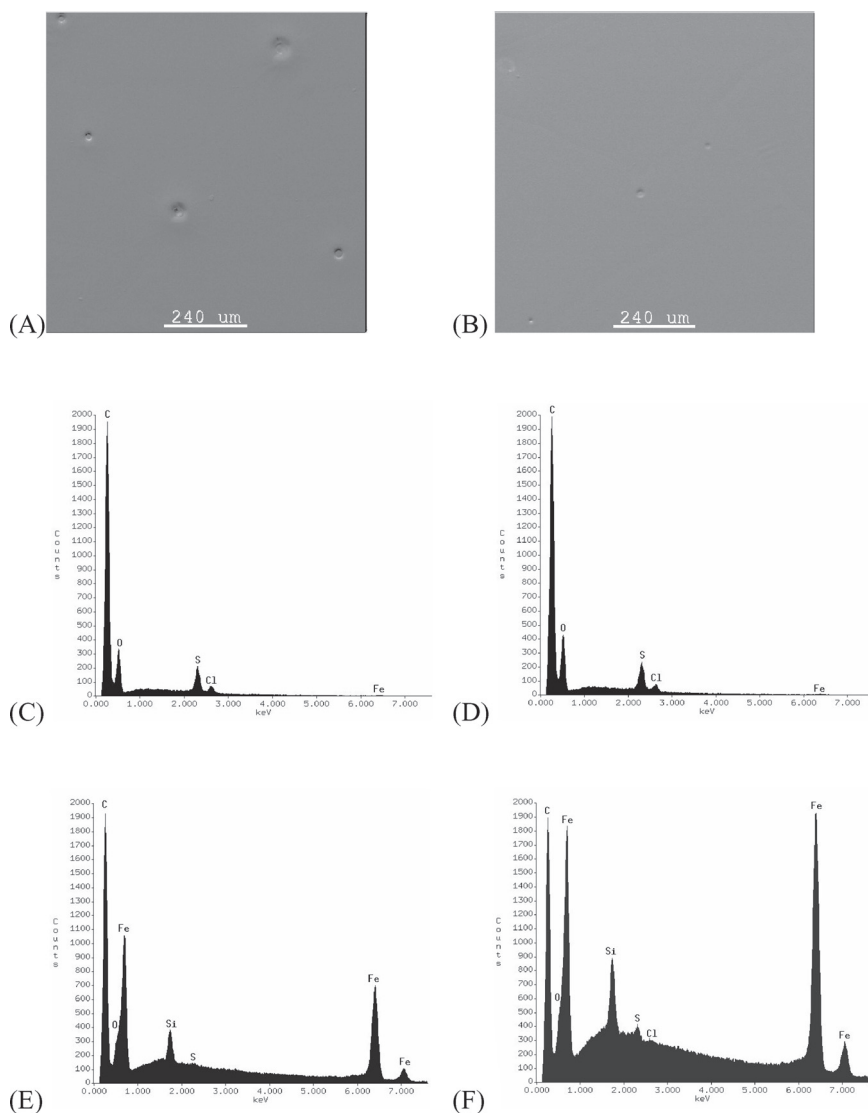 240 um
(A)
240 um
(B)
2000
1900
1800
1700
1600
1500
1400
1300
1200
1100
1000
900
800
700
600
500
400
300
200
100
0
Counts
C
O
S
Cl
Fe
0.000 1.000 2.000 3.000 4.000 5.000 6.000 7.000
keV
(C)
2000
1900
1800
1700
1600
1500
1400
1300
1200
1100
1000
900
800
700
600
500
400
300
200
100
0
Counts
C
O
S
Cl
Fe
0.000 1.000 2.000 3.000 4.000 5.000 6.000 7.000
keV
(D)
2000
1900
1800
1700
1600
1500
1400
1300
1200
1100
1000
900
800
700
600
500
400
300
200
100
0
Counts
C
O
Fe
Si
S
Fe
Fe
0.000 1.000 2.000 3.000 4.000 5.000 6.000 7.000
keV
(E)
2000
1900
1800
1700
1600
1500
1400
1300
1200
1100
1000
900
800
700
600
500
400
300
200
100
0
Counts
C
O
Fe
Si
S
Cl
Fe
Fe
0.000 1.000 2.000 3.000 4.000 5.000 6.000 7.000
keV
(F)